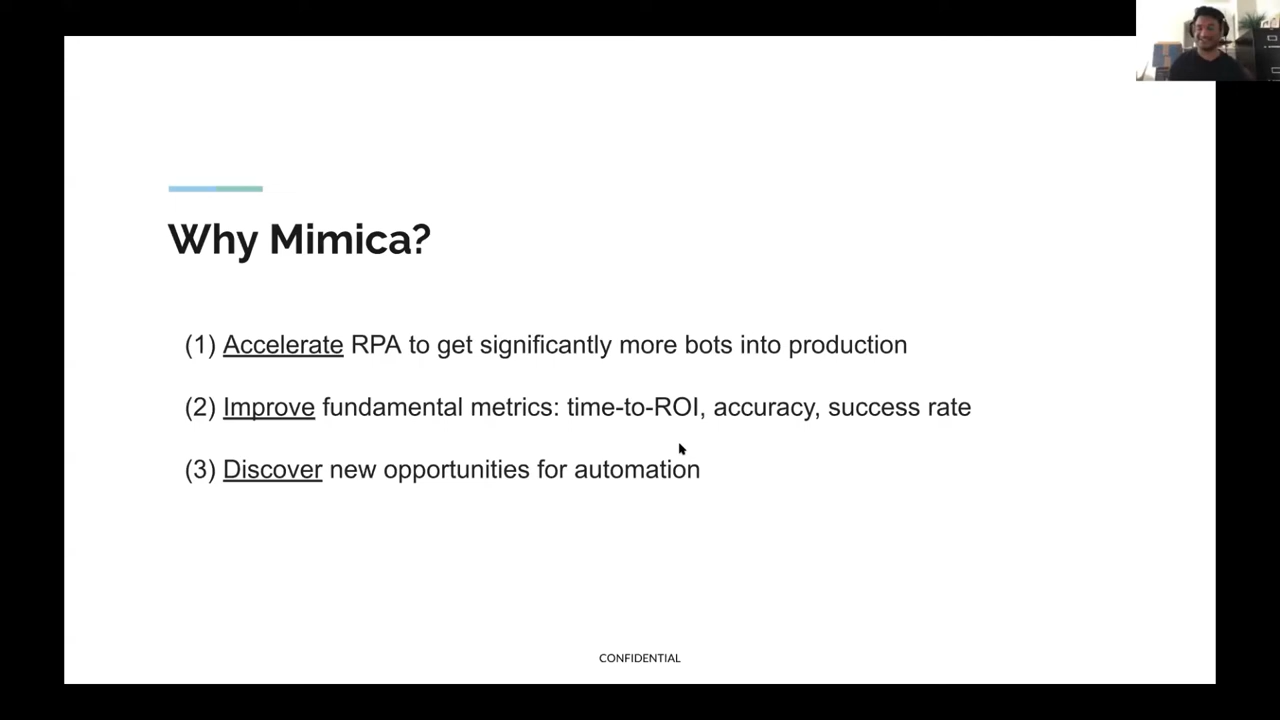 Why Mimica?
(1) Accelerate RPA to get significantly more bots into production
(2) Improve fundamental metrics: time-to-ROI, accuracy, success rate
(3) Discover new opportunities for automation
CONFIDENTIAL